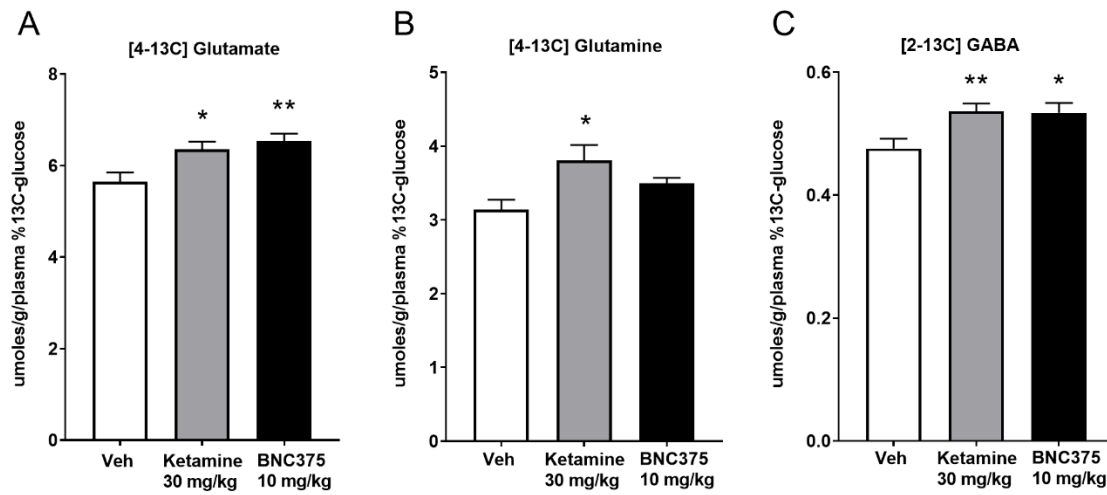 A
[4-13C] Glutamate
umoles/g/plasma %13C-glucose
8
6
4
2
0
*
**
Veh
Ketamine
30 mg/kg
BNC375
10 mg/kg
B
[4-13C] Glutamine
umoles/g/plasma %13C-glucose
5
4
3
2
1
0
*
Veh
Ketamine
30 mg/kg
BNC375
10 mg/kg
C
[2-13C] GABA
umoles/g/plasma %13C-glucose
0.6
0.4
0.2
0.0
**
*
Veh
Ketamine
30 mg/kg
BNC375
10 mg/kg